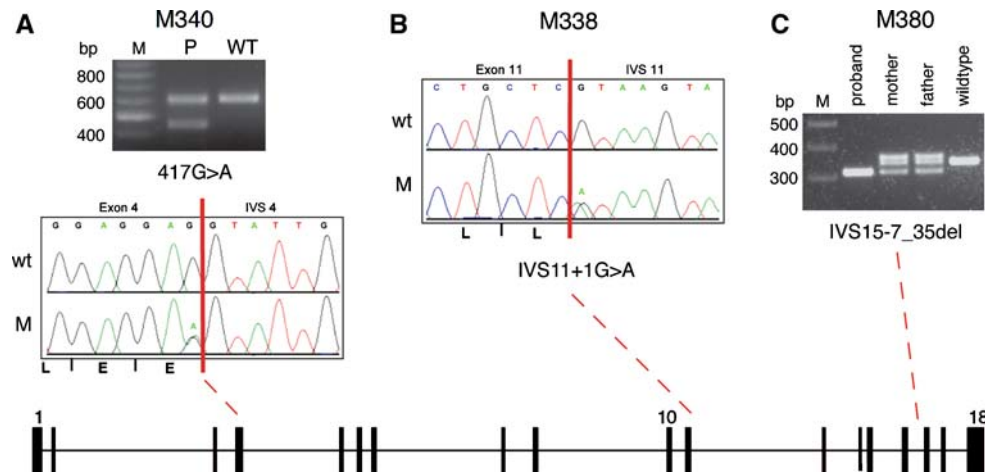 A M340
bp M P WT
800
600
400
417G>A
Exon 4 IVS 4
G G A G G A G G T A T T G
wt
M
A
L I E I E
B M338
Exon 11 IVS 11
C T G C T C G T A A G T A
wt
M
A
L I L
IVS11+1G>A
C M380
bp M proband mother father wildtype
500
400
300
IVS15-7_35del
1 10 18